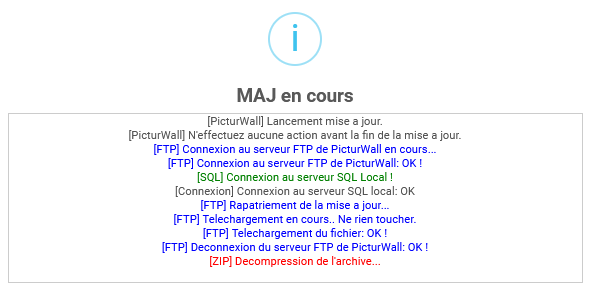 i
MAJ en cours
[PicturWall] Lancement mise a jour.
[PicturWall] N'effectuez aucune action avant la fin de la mise a jour.
[FTP] Connexion au serveur FTP de PicturWall en cours...
[FTP] Connexion au serveur FTP de PicturWall: OK !
[SQL] Connexion au serveur SQL Local !
[Connexion] Connexion au serveur SQL local: OK
[FTP] Rapatriement de la mise a jour...
[FTP] Telechargement en cours.. Ne rien toucher.
[FTP] Telechargement du fichier: OK !
[FTP] Deconnexion du serveur FTP de PicturWall: OK !
[ZIP] Decompression de l'archive...